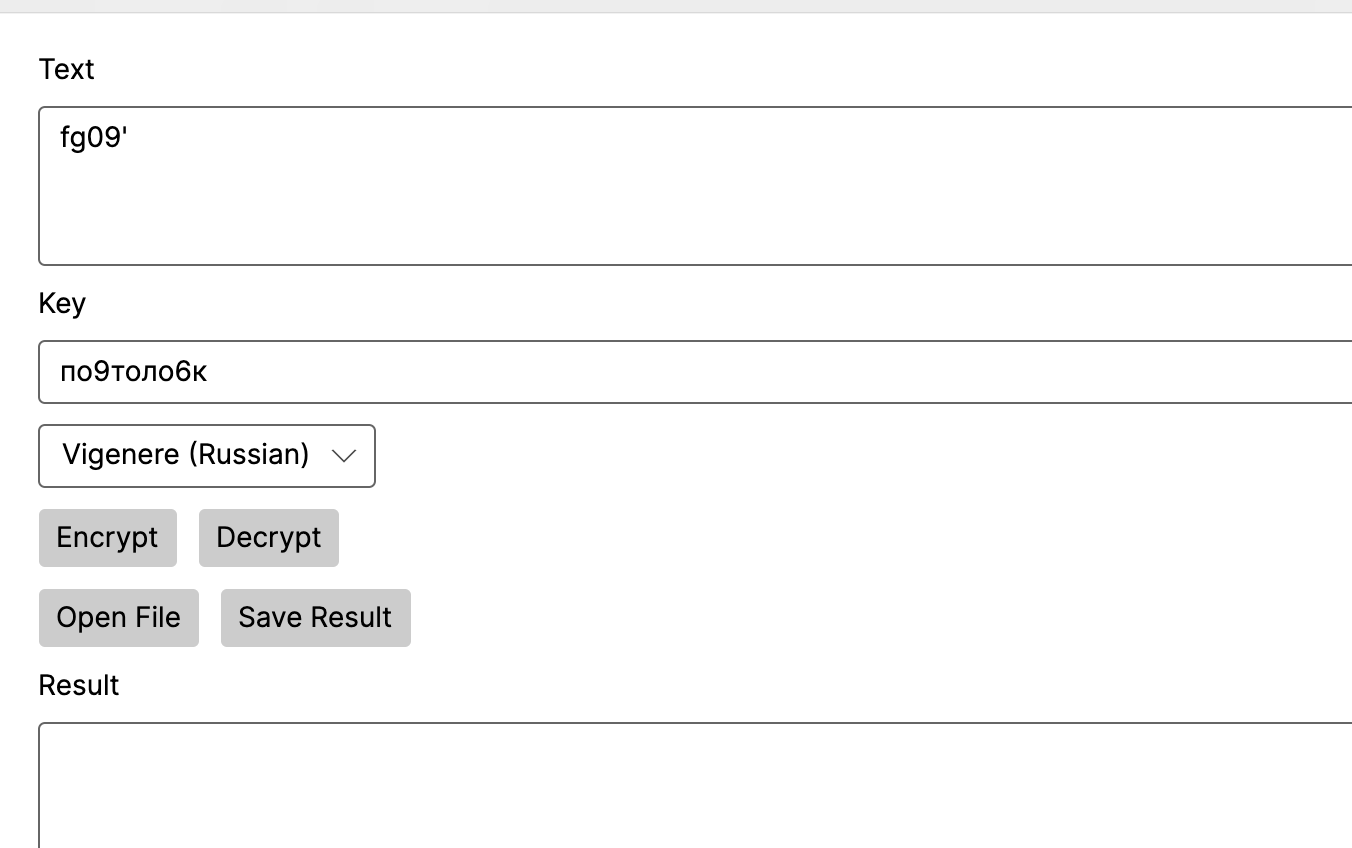 Text
fg09'
Key
по9толо6к
Vigenere (Russian)
Encrypt Decrypt
Open File Save Result
Result